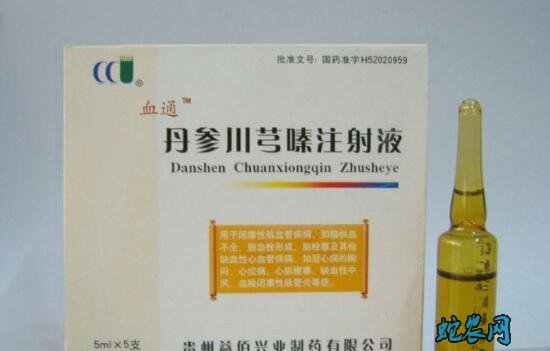 批准文号:国药准字H52020959
CCU®
血通™
丹参川芎嗪注射液
Danshen Chuanxiongqin Zhusheye
用于闭塞性脑血管疾病,如脑供血
不全、脑血栓形成、脑栓塞及其他
缺血性心血管疾病,如冠心病的胸
闷、心绞痛、心肌梗塞、缺血性中
风、血栓闭塞性脉管炎等症。
5ml×5支
贵州益佰兴业制药有限公司
蛇农网